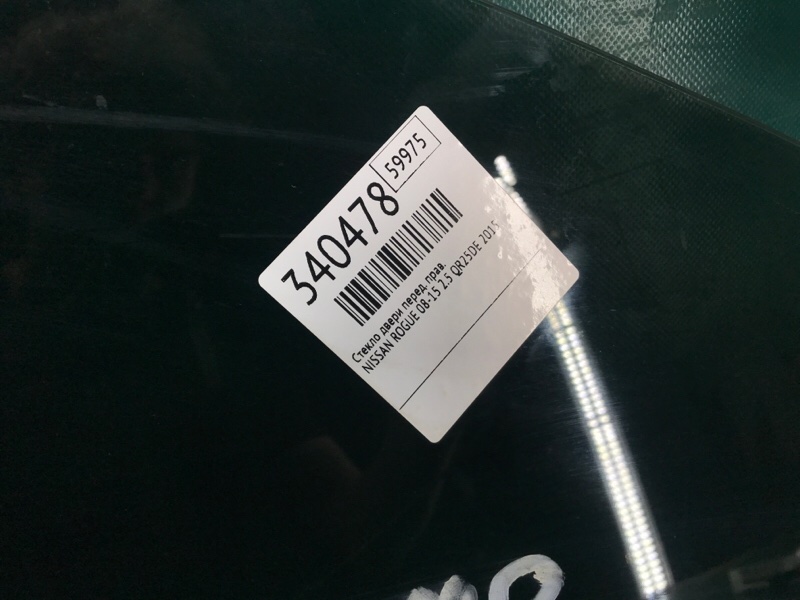 59975
340478
Стекло двери перед. прав.
NISSAN ROGUE 08-15 2.5 QR25DE 2015